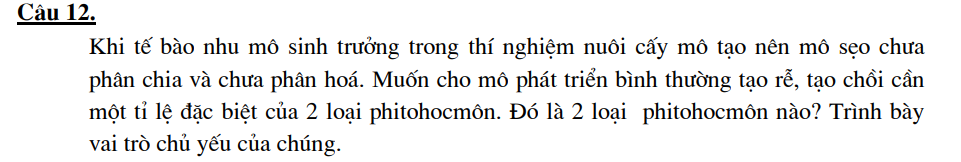 Câu 12.
Khi tế bào nhu mô sinh trưởng trong thí nghiệm nuôi cấy mô tạo nên mô sẹo chưa
phân chia và chưa phân hoá. Muốn cho mô phát triển bình thường tạo rễ, tạo chồi cần
một tỉ lệ đặc biệt của 2 loại phitohocmôn. Đó là 2 loại phitohocmôn nào? Trình bày
vai trò chủ yếu của chúng.